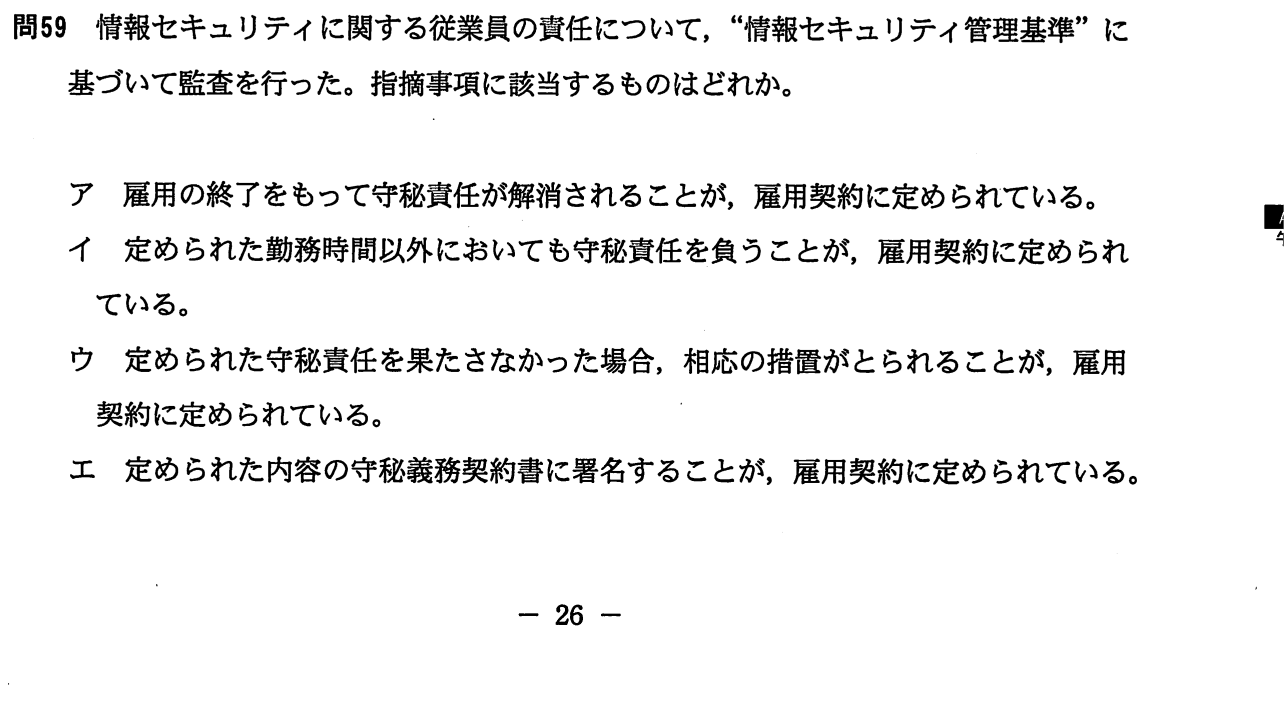 問59 情報セキュリティに関する従業員の責任について，“情報セキュリティ管理基準”に
基づいて監査を行った。指摘事項に該当するものはどれか。
ア 雇用の終了をもって守秘責任が解消されることが，雇用契約に定められている。
イ 定められた勤務時間以外においても守秘責任を負うことが，雇用契約に定められ
ている。
ウ 定められた守秘責任を果たさなかった場合，相応の措置がとられることが，雇用
契約に定められている。
エ 定められた内容の守秘義務契約書に署名することが，雇用契約に定められている。
－ 26 －